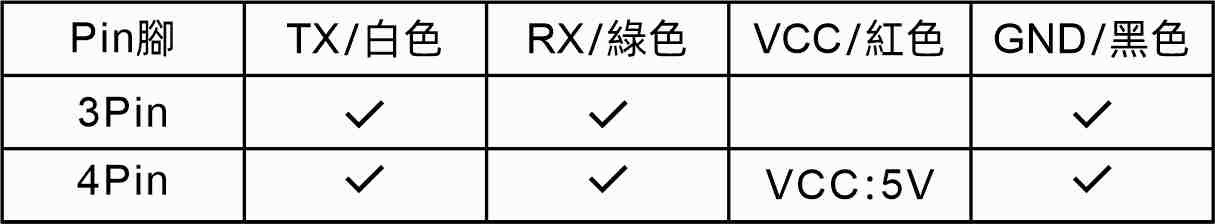 Pin腳 TX/白色 RX/綠色 VCC/紅色 GND/黑色
3Pin ✓ ✓ ✓
4Pin ✓ ✓ VCC:5V ✓